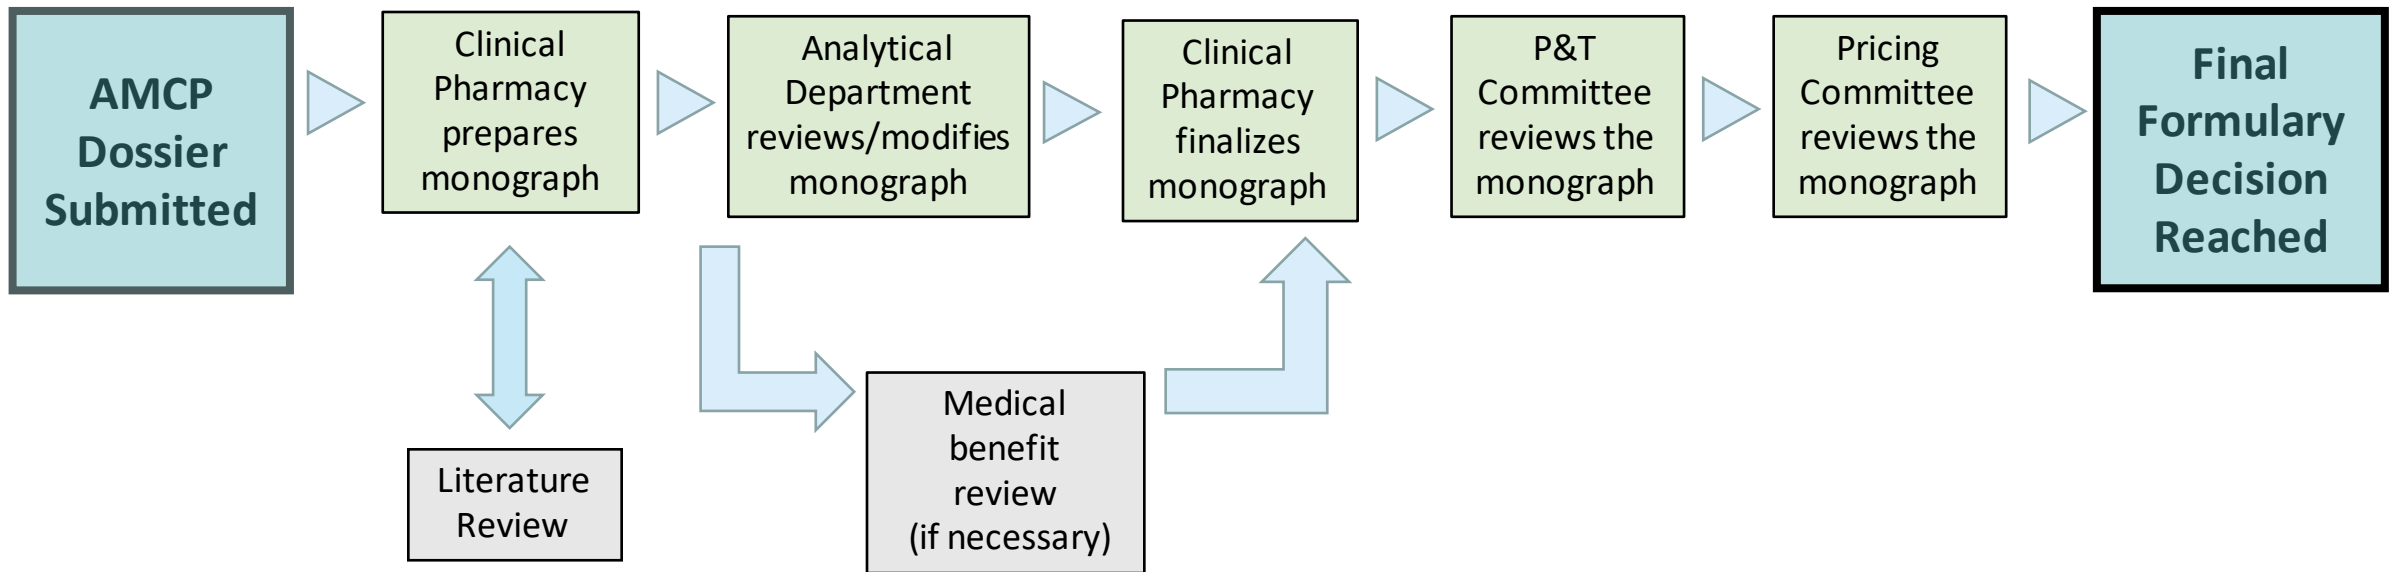 AMCP
Dossier
Submitted
Clinical
Pharmacy
prepares
monograph
Analytical
Department
reviews/modifies
monograph
Clinical
Pharmacy
finalizes
monograph
P&T
Committee
reviews the
monograph
Pricing
Committee
reviews the
monograph
Final
Formulary
Decision
Reached
Literature
Review
Medical
benefit
review
(if necessary)